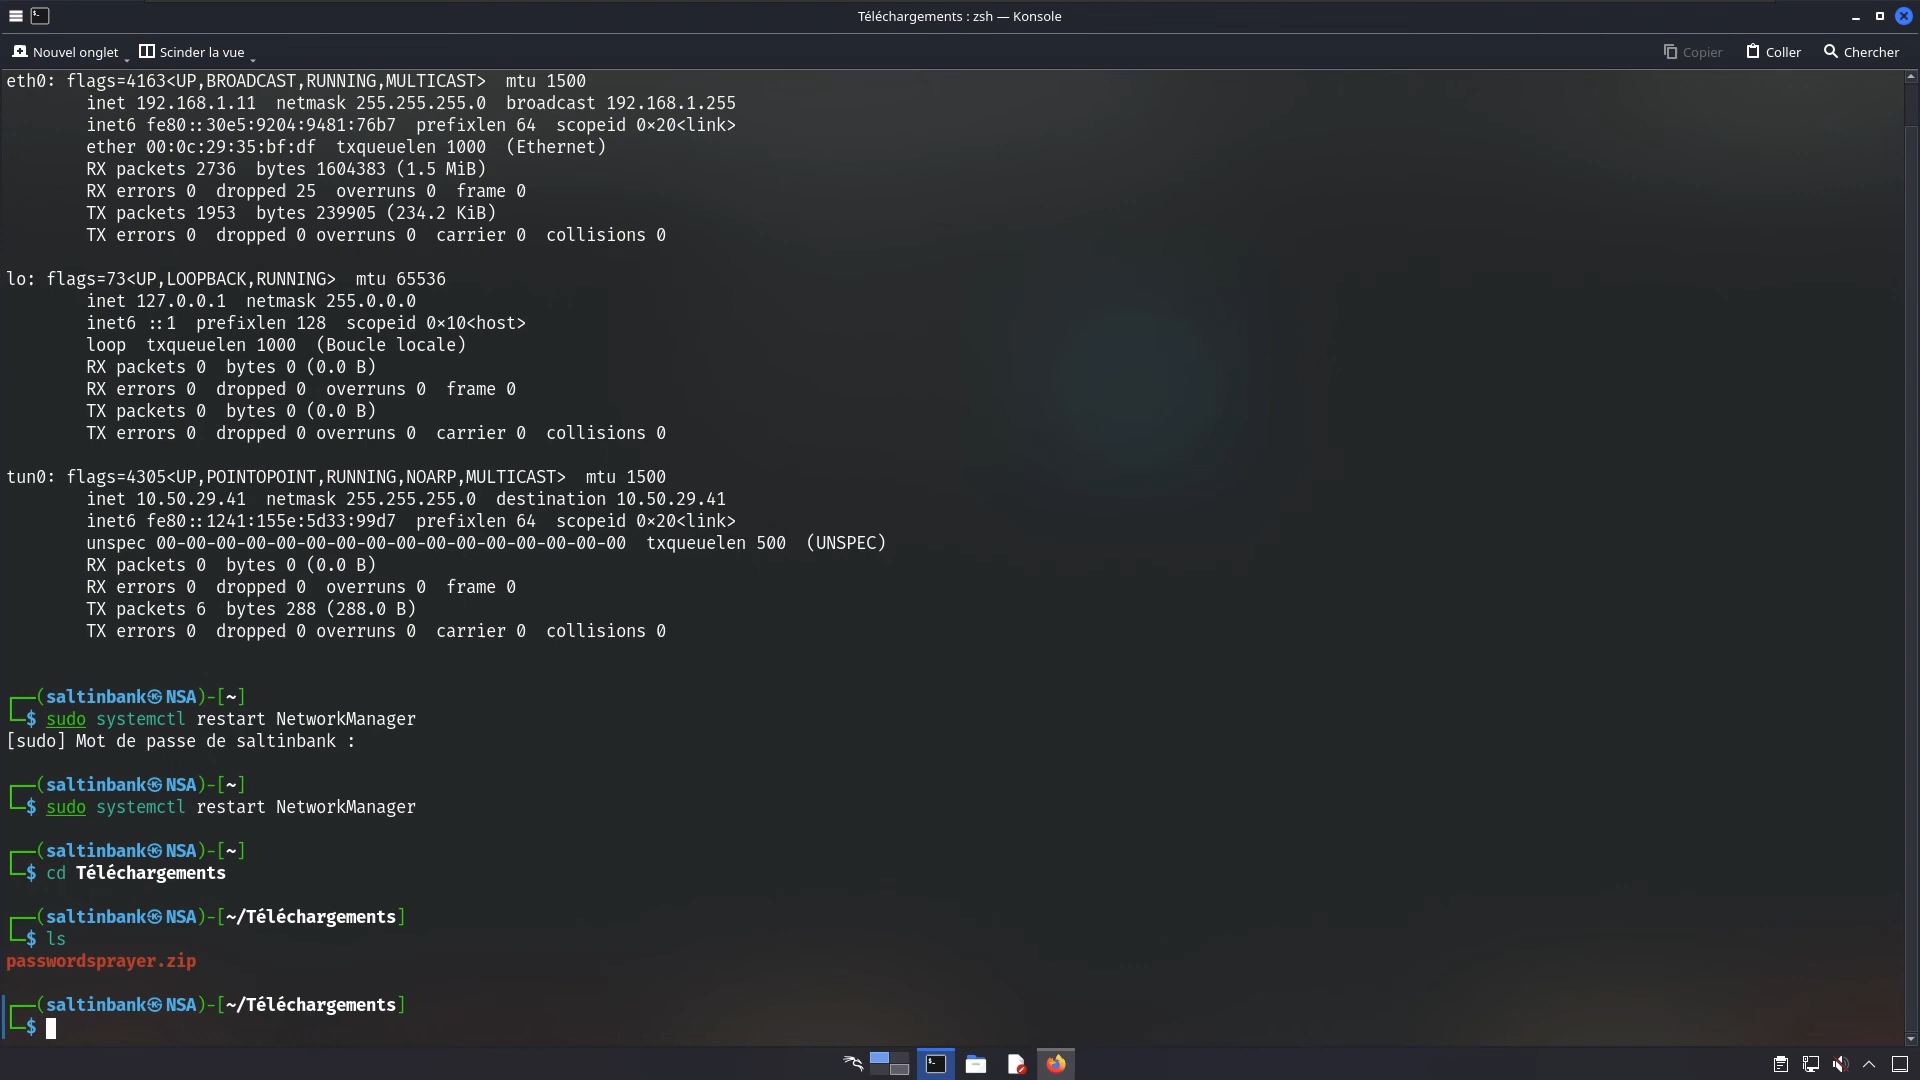 Téléchargements : zsh — Konsole
Nouvel onglet Scinder la vue Copier Coller Chercher
eth0: flags=4163<UP,BROADCAST,RUNNING,MULTICAST>  mtu 1500
        inet 192.168.1.11  netmask 255.255.255.0  broadcast 192.168.1.255
        inet6 fe80::30e5:9204:9481:76b7  prefixlen 64  scopeid 0×20<link>
        ether 00:0c:29:35:bf:df  txqueuelen 1000  (Ethernet)
        RX packets 2736  bytes 1604383 (1.5 MiB)
        RX errors 0  dropped 25  overruns 0  frame 0
        TX packets 1953  bytes 239905 (234.2 KiB)
        TX errors 0  dropped 0 overruns 0  carrier 0  collisions 0
lo: flags=73<UP,LOOPBACK,RUNNING>  mtu 65536
        inet 127.0.0.1  netmask 255.0.0.0
        inet6 ::1  prefixlen 128  scopeid 0×10<host>
        loop  txqueuelen 1000  (Boucle locale)
        RX packets 0  bytes 0 (0.0 B)
        RX errors 0  dropped 0  overruns 0  frame 0
        TX packets 0  bytes 0 (0.0 B)
        TX errors 0  dropped 0 overruns 0  carrier 0  collisions 0
tun0: flags=4305<UP,POINTOPOINT,RUNNING,NOARP,MULTICAST>  mtu 1500
        inet 10.50.29.41  netmask 255.255.255.0  destination 10.50.29.41
        inet6 fe80::1241:155e:5d33:99d7  prefixlen 64  scopeid 0×20<link>
        unspec 00-00-00-00-00-00-00-00-00-00-00-00-00-00-00-00  txqueuelen 500  (UNSPEC)
        RX packets 0  bytes 0 (0.0 B)
        RX errors 0  dropped 0  overruns 0  frame 0
        TX packets 6  bytes 288 (288.0 B)
        TX errors 0  dropped 0 overruns 0  carrier 0  collisions 0
┌──(saltinbank㉿NSA)-[~]
└─$ sudo systemctl restart NetworkManager
[sudo] Mot de passe de saltinbank :
┌──(saltinbank㉿NSA)-[~]
└─$ sudo systemctl restart NetworkManager
┌──(saltinbank㉿NSA)-[~]
└─$ cd Téléchargements
┌──(saltinbank㉿NSA)-[~/Téléchargements]
└─$ ls
passwordsprayer.zip
┌──(saltinbank㉿NSA)-[~/Téléchargements]
└─$